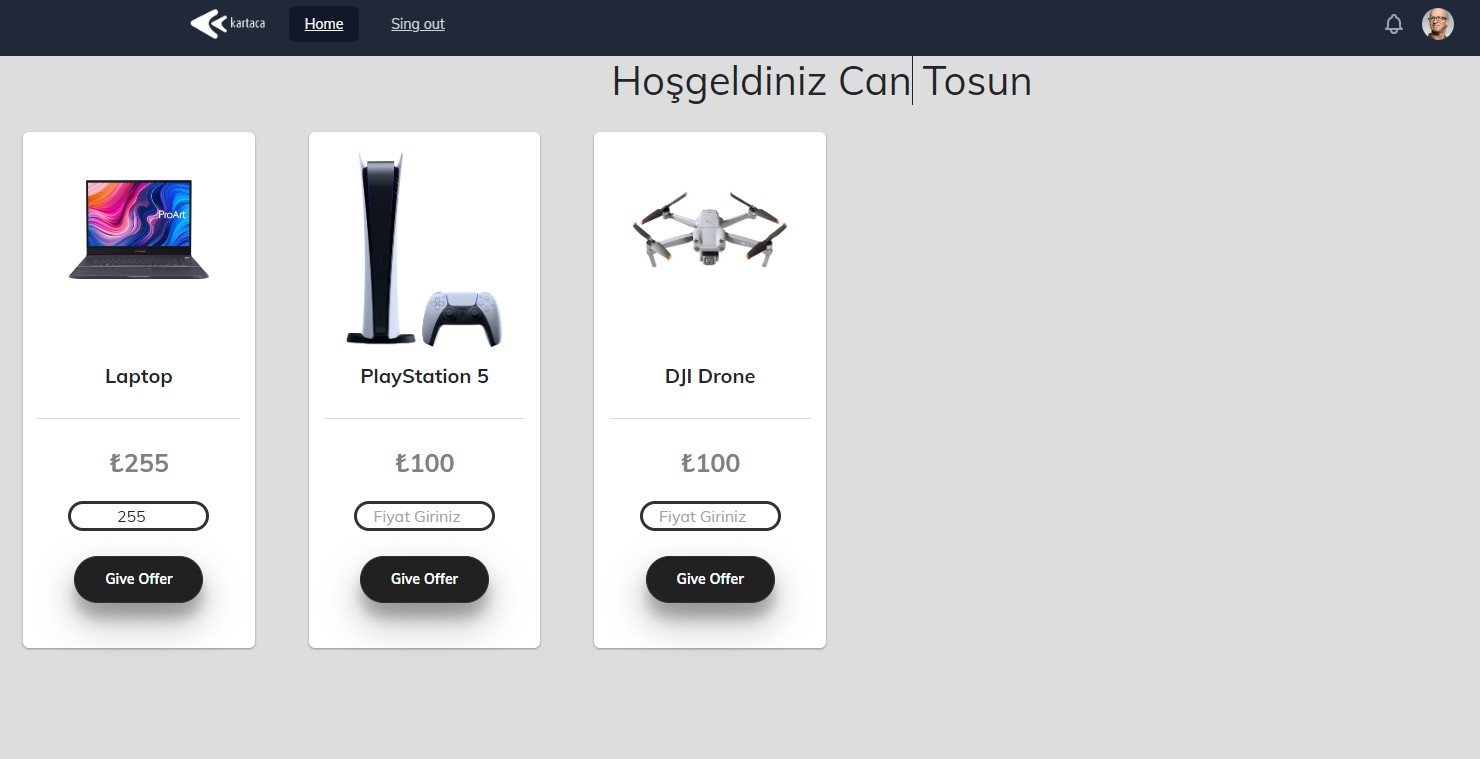 kartaca Home Sing out
Hoşgeldiniz Can Tosun
ProArt
Laptop
₺255
255
Give Offer
PlayStation 5
₺100
Fiyat Giriniz
Give Offer
DJI Drone
₺100
Fiyat Giriniz
Give Offer